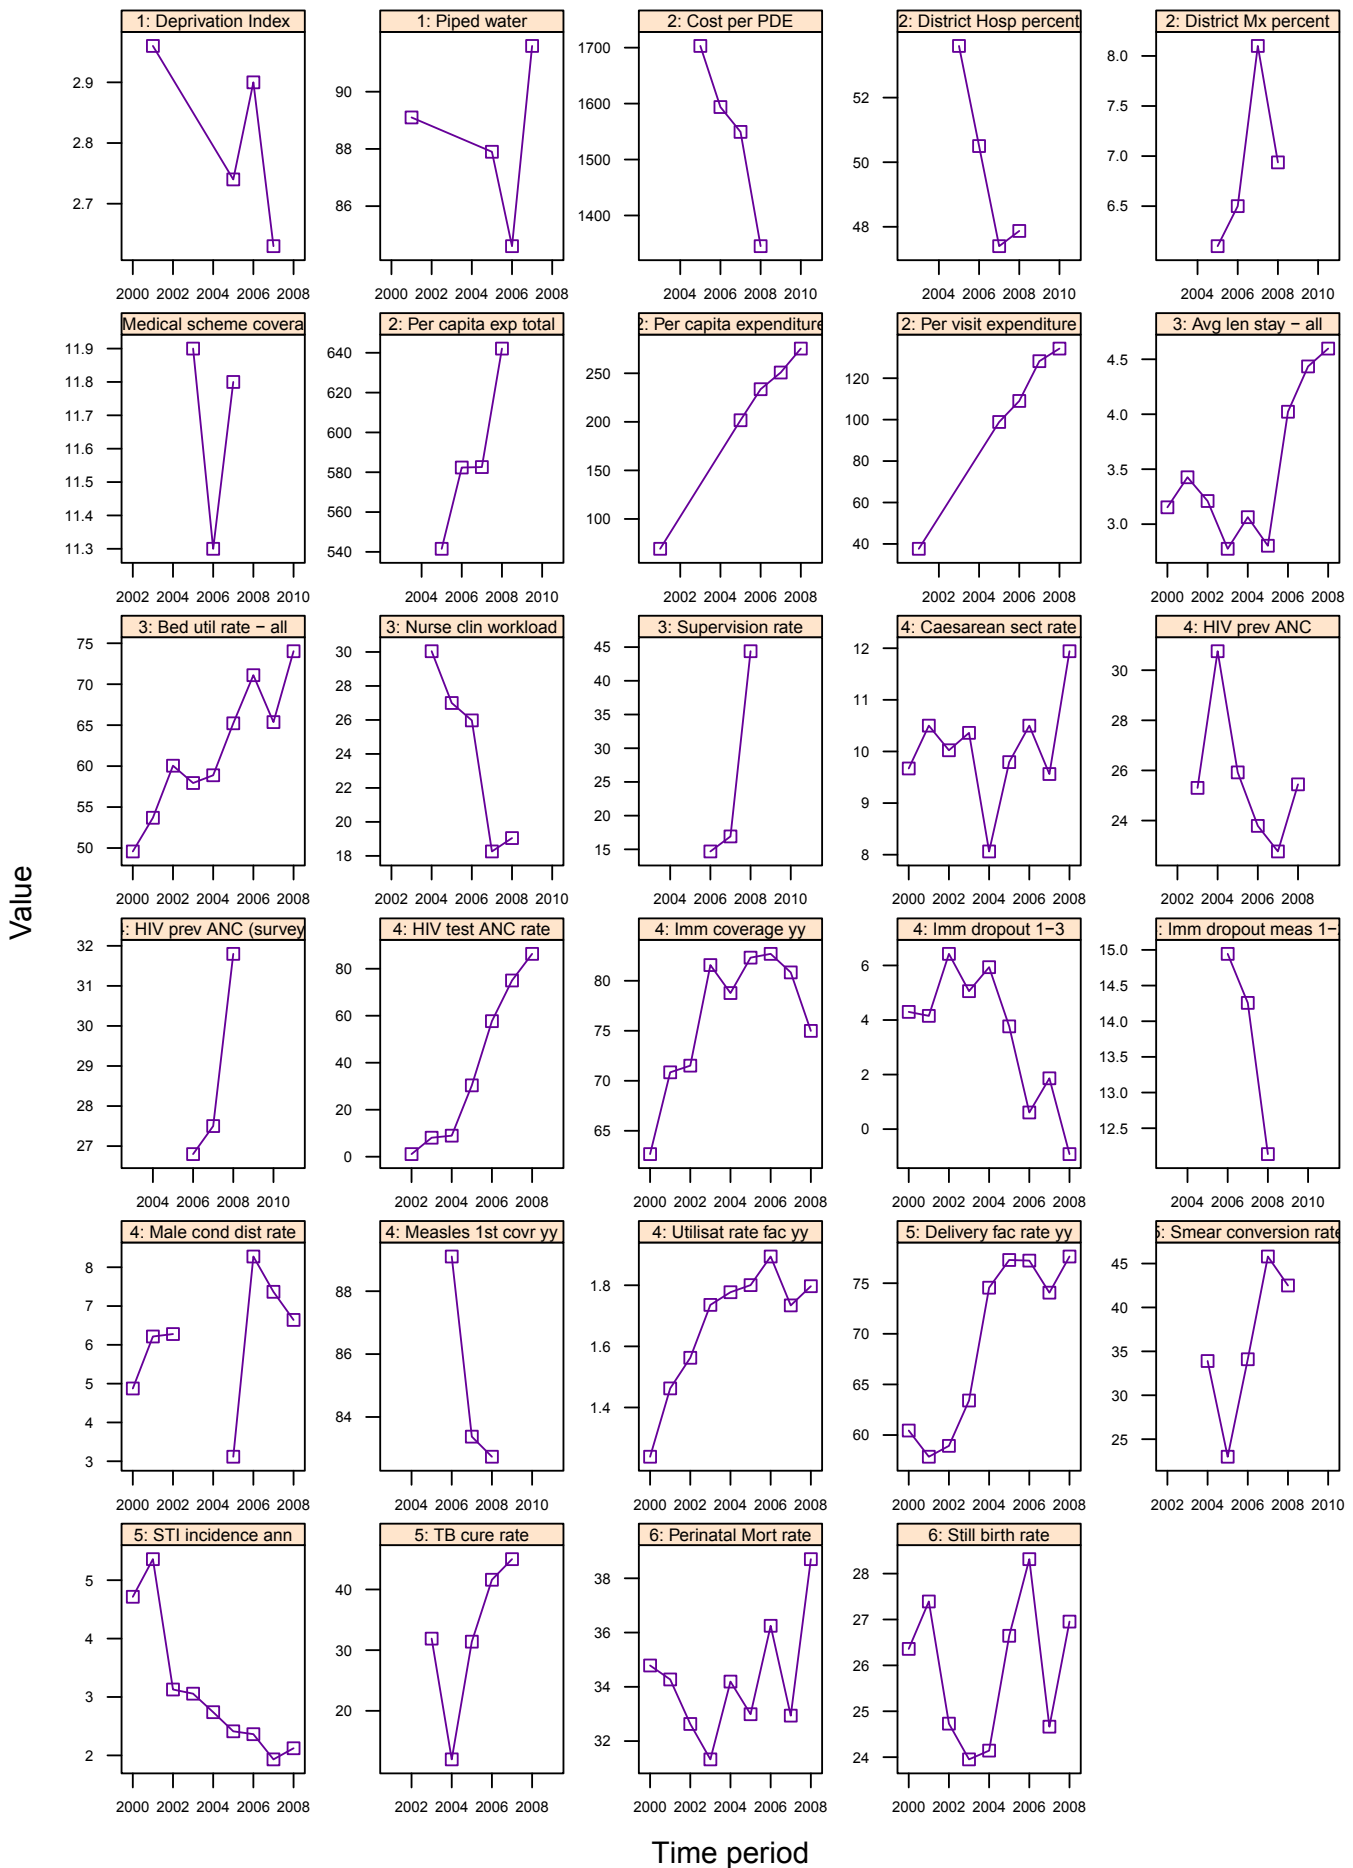 1: Deprivation Index
1: Piped water
2: Cost per PDE
2: District Hosp percent
2: District Mx percent
2.9
2.8
2.7
90
88
86
1700
1600
1500
1400
52
50
48
8.0
7.5
7.0
6.5
2000 2002 2004 2006 2008
2000 2002 2004 2006 2008
2004 2006 2008 2010
2004 2006 2008 2010
2004 2006 2008 2010
Medical scheme covera
2: Per capita exp total
2: Per capita expenditure
2: Per visit expenditure
3: Avg len stay − all
11.9
11.8
11.7
11.6
11.5
11.4
11.3
640
620
600
580
560
540
250
200
150
100
120
100
80
60
40
4.5
4.0
3.5
3.0
2002 2004 2006 2008 2010
2004 2006 2008 2010
2002 2004 2006 2008
2002 2004 2006 2008
2000 2002 2004 2006 2008
3: Bed util rate − all
3: Nurse clin workload
3: Supervision rate
4: Caesarean sect rate
4: HIV prev ANC
75
70
65
60
55
50
30
28
26
24
22
20
18
45
40
35
30
25
20
15
12
11
10
9
8
30
28
26
24
2000 2002 2004 2006 2008
2002 2004 2006 2008 2010
2004 2006 2008 2010
2000 2002 2004 2006 2008
2002 2004 2006 2008
Value
: HIV prev ANC (survey
4: HIV test ANC rate
4: Imm coverage yy
4: Imm dropout 1−3
: Imm dropout meas 1−
32
31
30
29
28
27
80
60
40
20
0
80
75
70
65
6
4
2
0
15.0
14.5
14.0
13.5
13.0
12.5
2004 2006 2008 2010
2002 2004 2006 2008
2000 2002 2004 2006 2008
2000 2002 2004 2006 2008
2004 2006 2008 2010
4: Male cond dist rate
4: Measles 1st covr yy
4: Utilisat rate fac yy
5: Delivery fac rate yy
5: Smear conversion rate
8
7
6
5
4
3
88
86
84
1.8
1.6
1.4
75
70
65
60
45
40
35
30
25
2000 2002 2004 2006 2008
2004 2006 2008 2010
2000 2002 2004 2006 2008
2000 2002 2004 2006 2008
2002 2004 2006 2008 2010
5: STI incidence ann
5: TB cure rate
6: Perinatal Mort rate
6: Still birth rate
5
4
3
2
40
30
20
38
36
34
32
28
27
26
25
24
2000 2002 2004 2006 2008
2002 2004 2006 2008
2000 2002 2004 2006 2008
2000 2002 2004 2006 2008
Time period